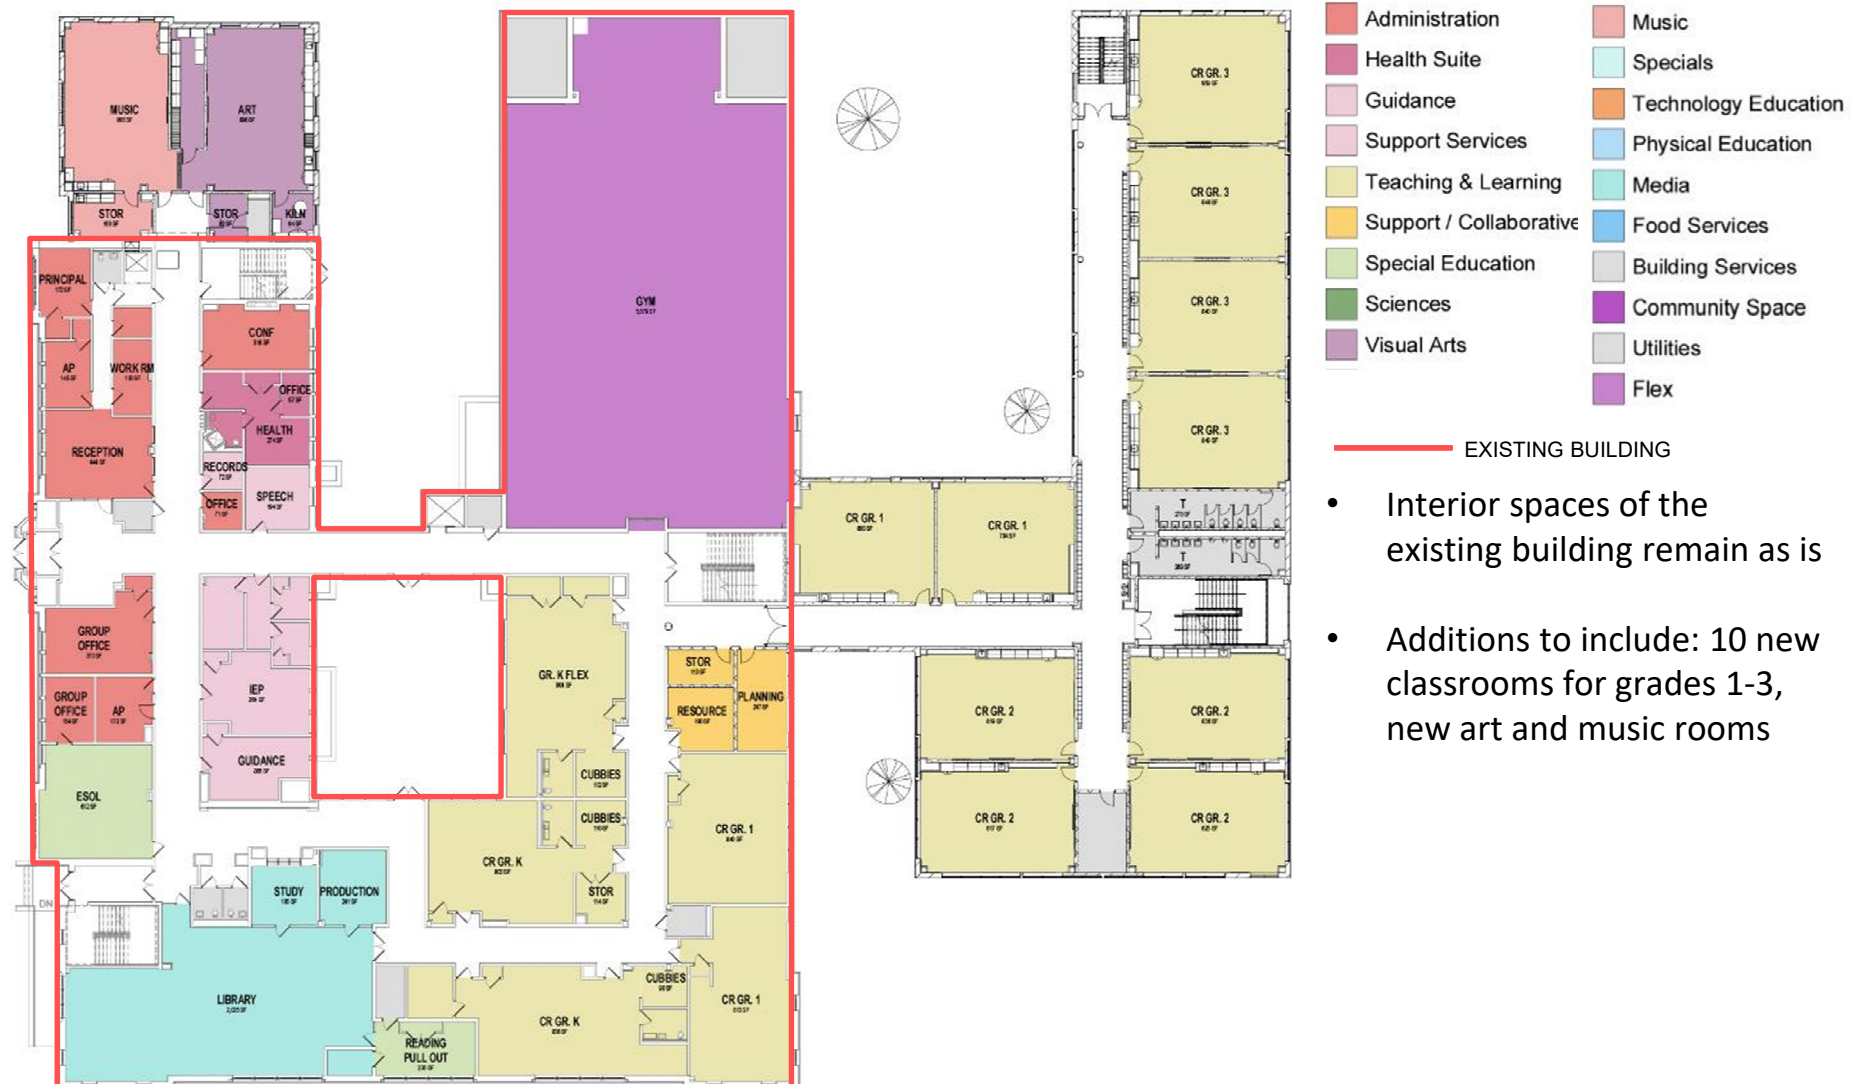 MUSIC
ART
STOR
STOR
KILN
PRINCIPAL
CONF
AP
WORK RM
OFFICE
HEALTH
RECEPTION
RECORDS
SPEECH
OFFICE
GYM
CR GR. 3
CR GR. 3
CR GR. 3
CR GR. 3
T
T
CR GR. 1
CR GR. 1
GROUP
OFFICE
GROUP
OFFICE
AP
IEP
GUIDANCE
ESOL
GR. K FLEX
STOR
RESOURCE
PLANNING
CUBBIES
CUBBIES
CR GR. K
STOR
CR GR. 1
CR GR. 2
CR GR. 2
CR GR. 2
CR GR. 2
DN
STUDY
PRODUCTION
LIBRARY
READING
PULL OUT
CR GR. K
CUBBIES
CR GR. 1
Administration
Health Suite
Guidance
Support Services
Teaching & Learning
Support / Collaborative
Special Education
Sciences
Visual Arts
Music
Specials
Technology Education
Physical Education
Media
Food Services
Building Services
Community Space
Utilities
Flex
EXISTING BUILDING
• Interior spaces of the
existing building remain as is
• Additions to include: 10 new
classrooms for grades 1-3,
new art and music rooms